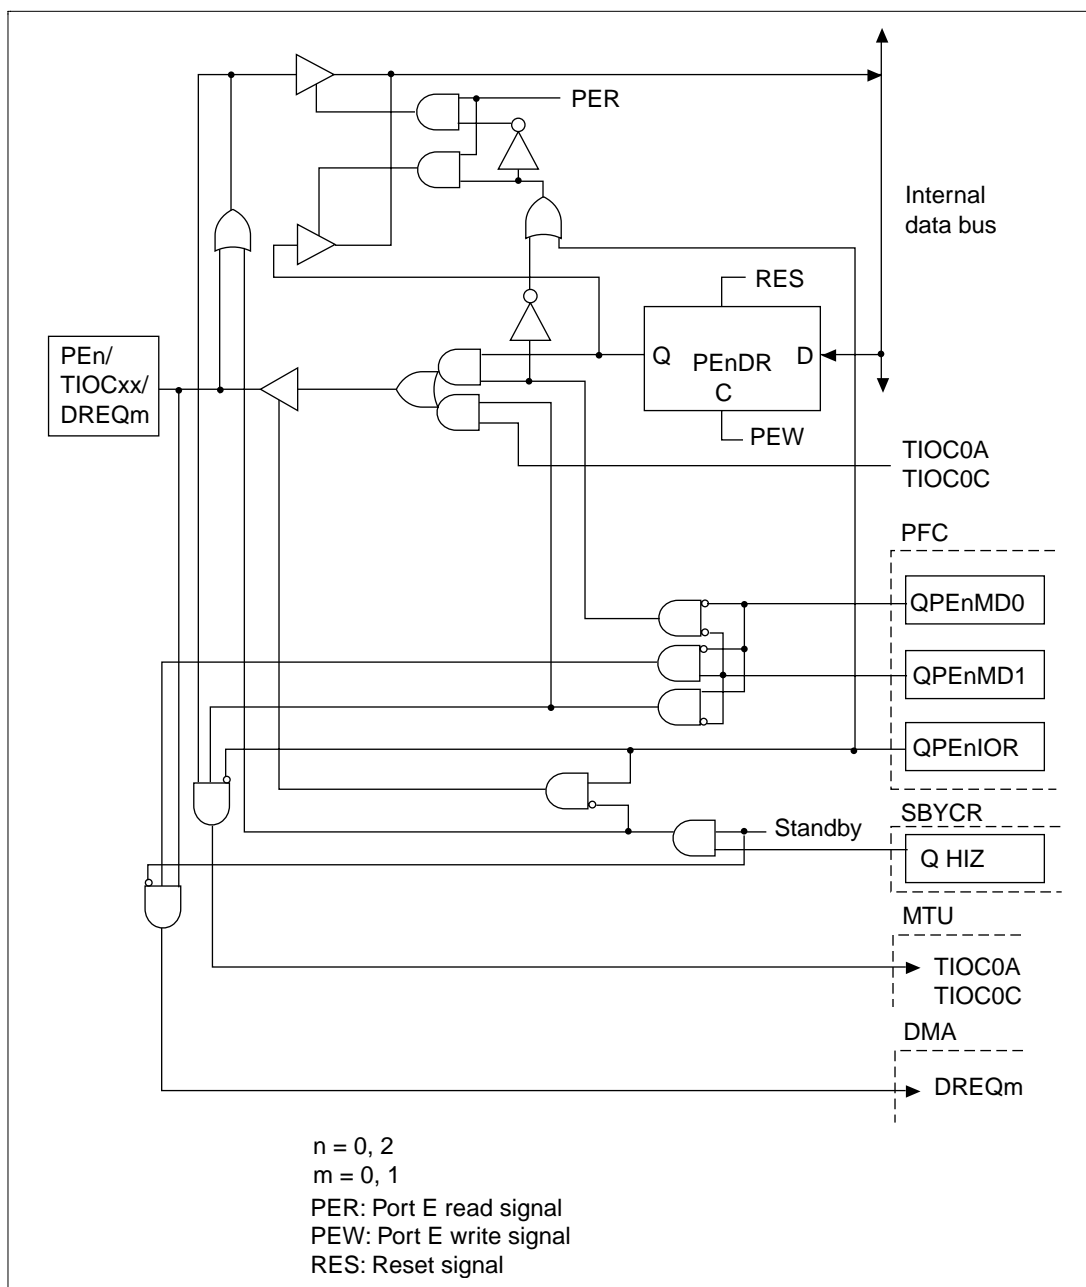 PER
Internal
data bus
RES
PEn/
TIOCxx/
DREQm
Q
PEnDR
D
C
PEW
TIOC0A
TIOC0C
PFC
QPEnMD0
QPEnMD1
QPEnIOR
SBYCR
Standby
Q HIZ
MTU
TIOC0A
TIOC0C
DMA
DREQm
n = 0, 2
m = 0, 1
PER: Port E read signal
PEW: Port E write signal
RES: Reset signal